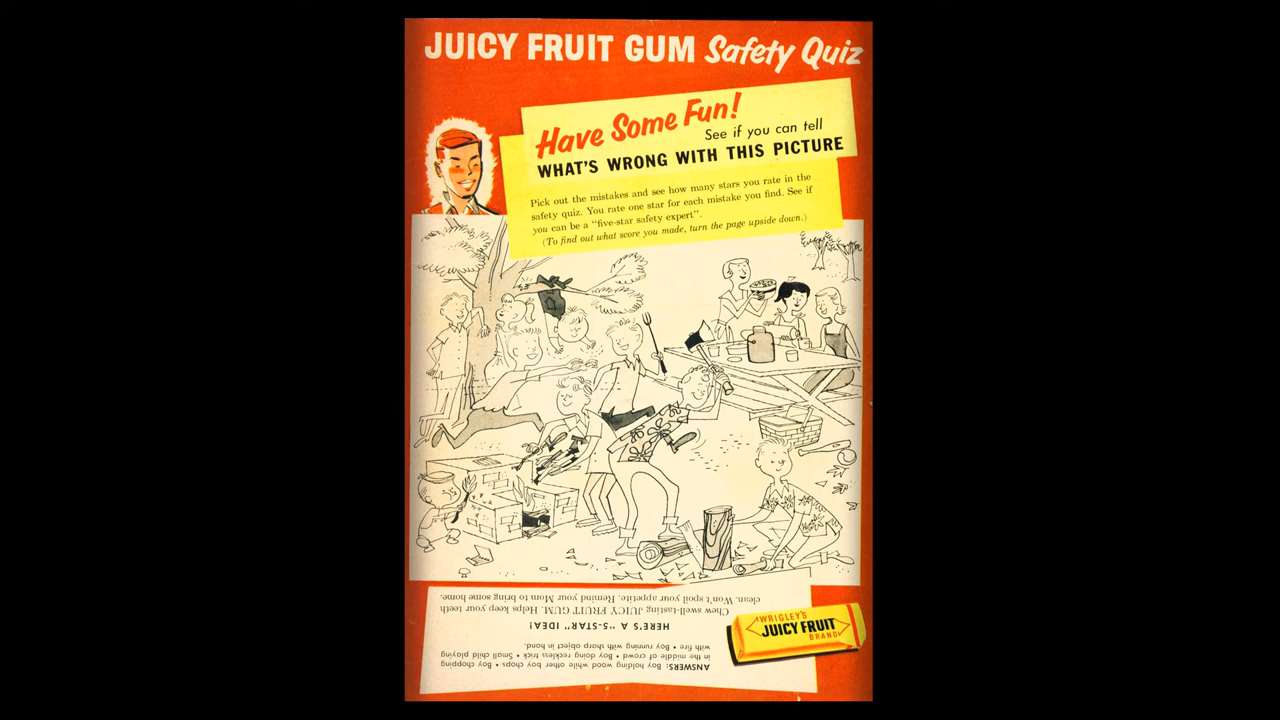 JUICY FRUIT GUM Safety Quiz
Have Some Fun!
See if you can tell
WHAT'S WRONG WITH THIS PICTURE
Pick out the mistakes and see how many stars you rate in the
safety quiz. You rate one star for each mistake you find. See if
you can be a "five-star safety expert".
(To find out what score you made, turn the page upside down.)
ANSWERS: Boy holding wood while other boy chops • Boy chopping
in the middle of crowd • Boy doing reckless trick • Small child playing
with fire • Boy running with sharp object in hand.
HERE'S A "5-STAR" IDEA!
Chew swell-tasting JUICY FRUIT GUM. Helps keep your teeth
clean. Won't spoil your appetite. Remind your Mom to bring some home.
WRIGLEY'S
JUICY FRUIT
BRAND